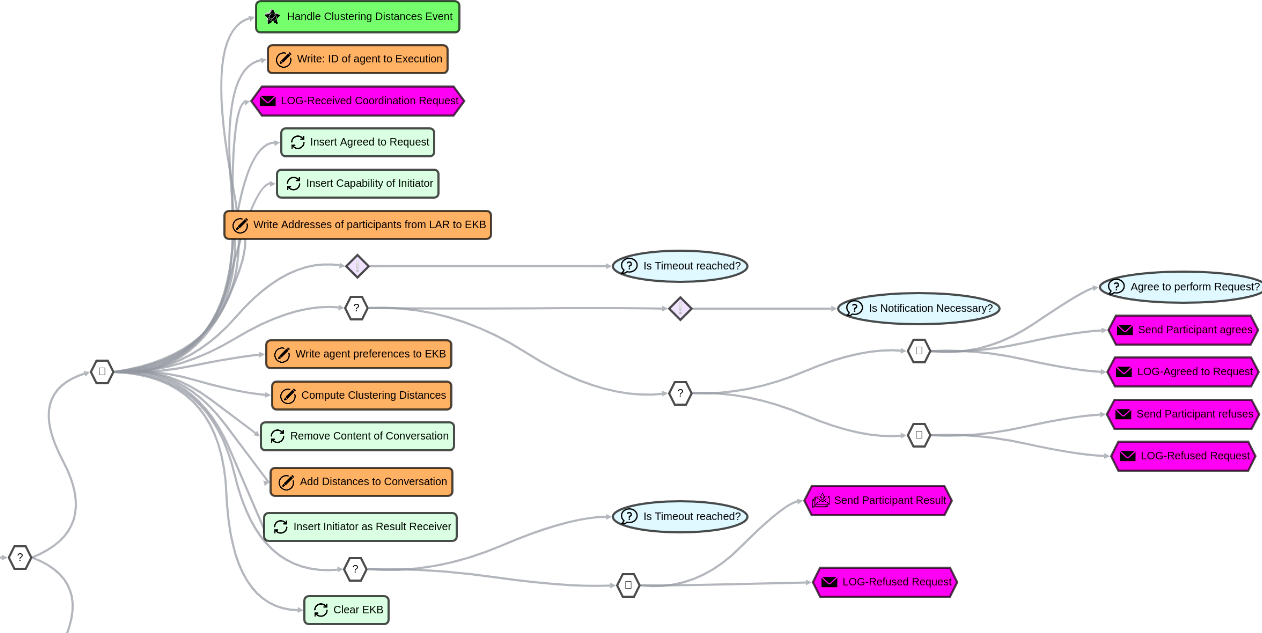 Handle Clustering Distances Event
Write: ID of agent to Execution
LOG-Received Coordination Request
Insert Agreed to Request
Insert Capability of Initiator
Write Addresses of participants from LAR to EKB
Is Timeout reached?
?
Is Notification Necessary?
Agree to perform Request?
Send Participant agrees
LOG-Agreed to Request
Write agent preferences to EKB
Compute Clustering Distances
?
Send Participant refuses
LOG-Refused Request
Remove Content of Conversation
Add Distances to Conversation
Insert Initiator as Result Receiver
Is Timeout reached?
Send Participant Result
?
?
LOG-Refused Request
Clear EKB